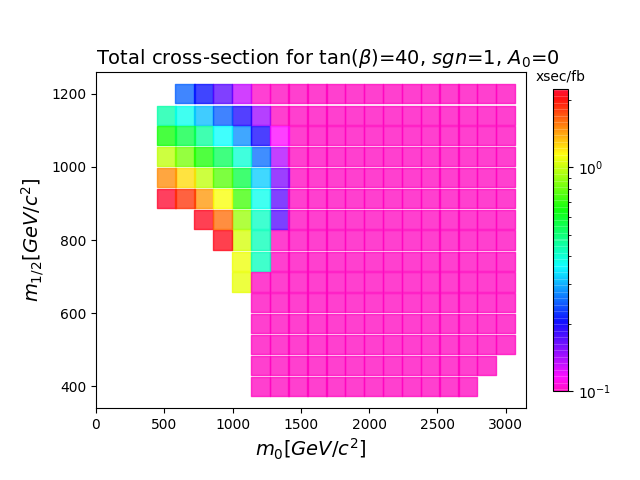 Total cross-section for tan(β)=40, sgn=1, A₀=0
xsec/fb
1200
1000
800
600
400
10⁰
10⁻¹
m₁/₂[GeV/c²]
0 500 1000 1500 2000 2500 3000
m₀[GeV/c²]